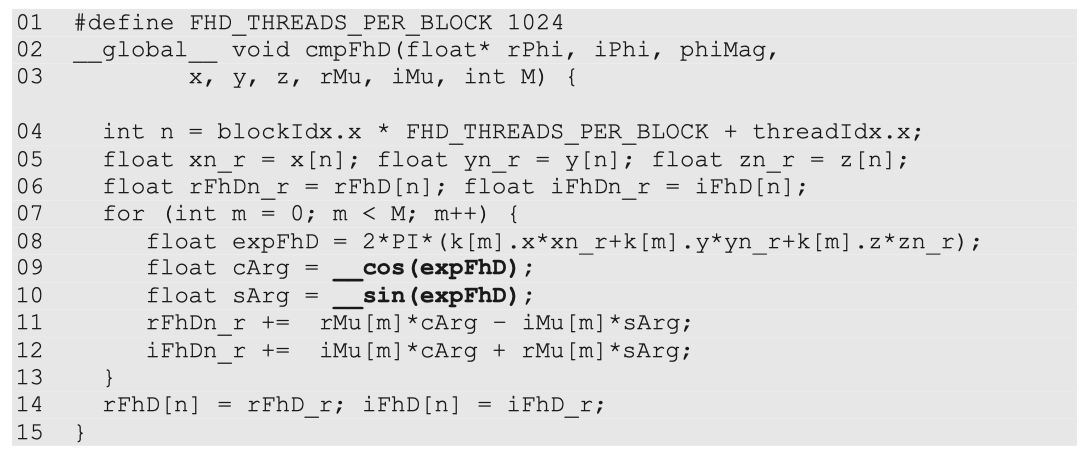 01 #define FHD_THREADS_PER_BLOCK 1024
02 __global__ void cmpFhD(float* rPhi, iPhi, phiMag,
03 x, y, z, rMu, iMu, int M) {
04 int n = blockIdx.x * FHD_THREADS_PER_BLOCK + threadIdx.x;
05 float xn_r = x[n]; float yn_r = y[n]; float zn_r = z[n];
06 float rFhDn_r = rFhD[n]; float iFhDn_r = iFhD[n];
07 for (int m = 0; m < M; m++) {
08 float expFhD = 2*PI*(k[m].x*xn_r+k[m].y*yn_r+k[m].z*zn_r);
09 float cArg = __cos(expFhD);
10 float sArg = __sin(expFhD);
11 rFhDn_r += rMu[m]*cArg – iMu[m]*sArg;
12 iFhDn_r += iMu[m]*cArg + rMu[m]*sArg;
13 }
14 rFhD[n] = rFhD_r; iFhD[n] = iFhD_r;
15 }